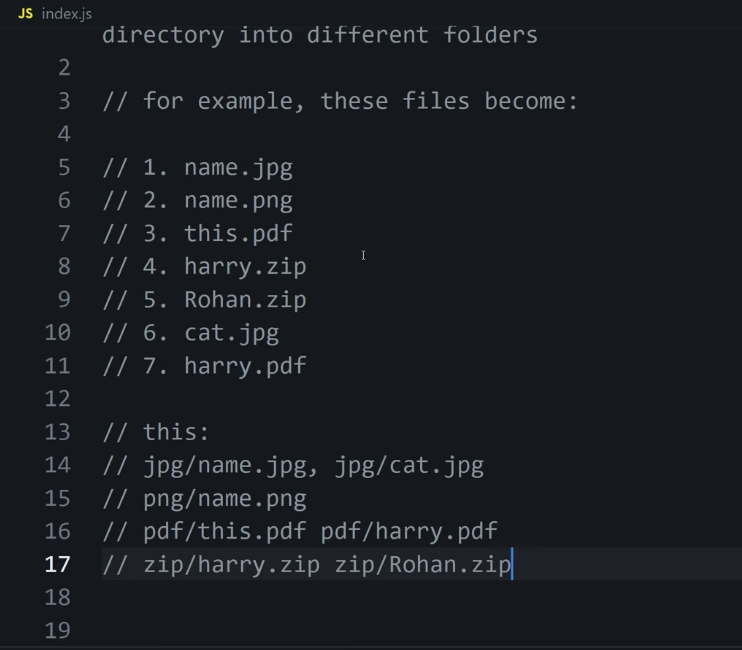 JS index.js
directory into different folders
2
3 // for example, these files become:
4
5 // 1. name.jpg
6 // 2. name.png
7 // 3. this.pdf
8 // 4. harry.zip
9 // 5. Rohan.zip
10 // 6. cat.jpg
11 // 7. harry.pdf
12
13 // this:
14 // jpg/name.jpg, jpg/cat.jpg
15 // png/name.png
16 // pdf/this.pdf pdf/harry.pdf
17 // zip/harry.zip zip/Rohan.zip
18
19